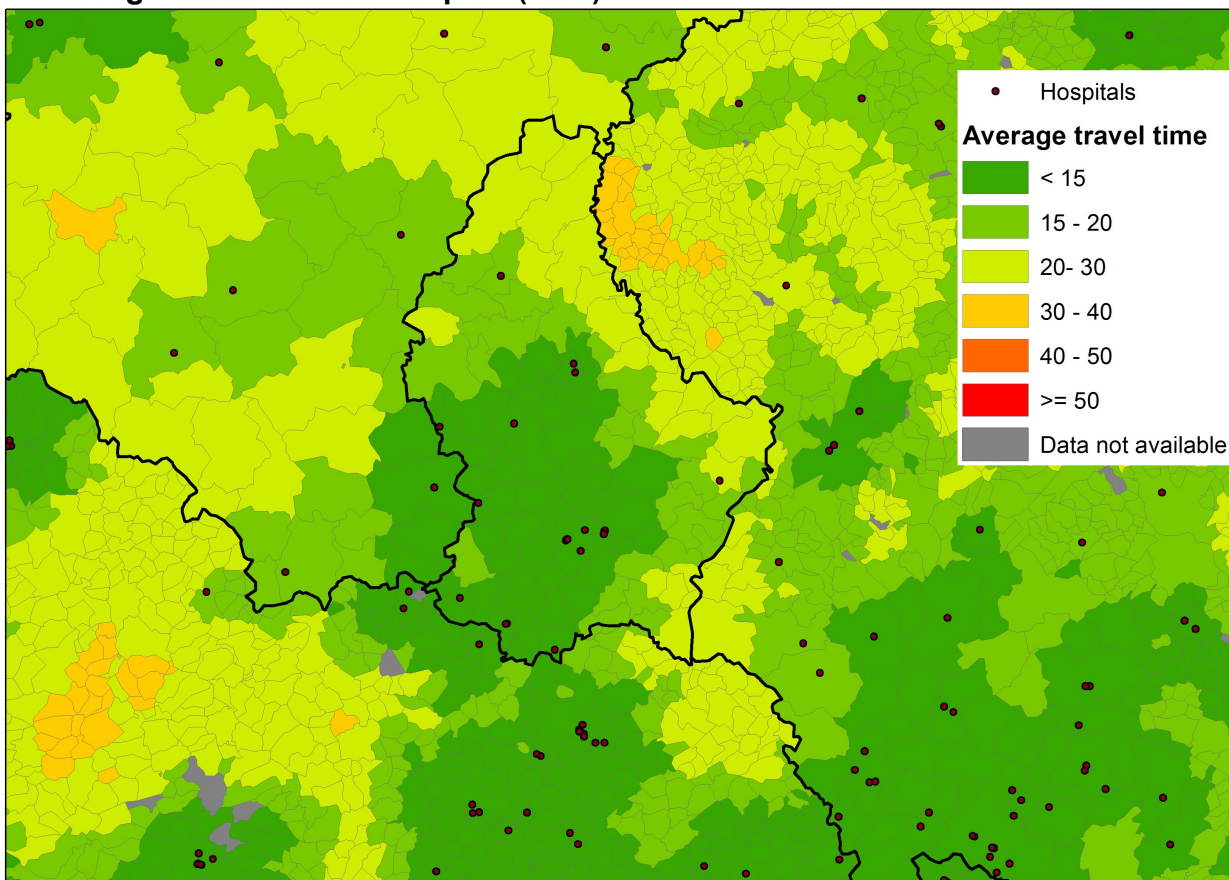 Hospitals
Average travel time
< 15
15 - 20
20- 30
30 - 40
40 - 50
>= 50
Data not available